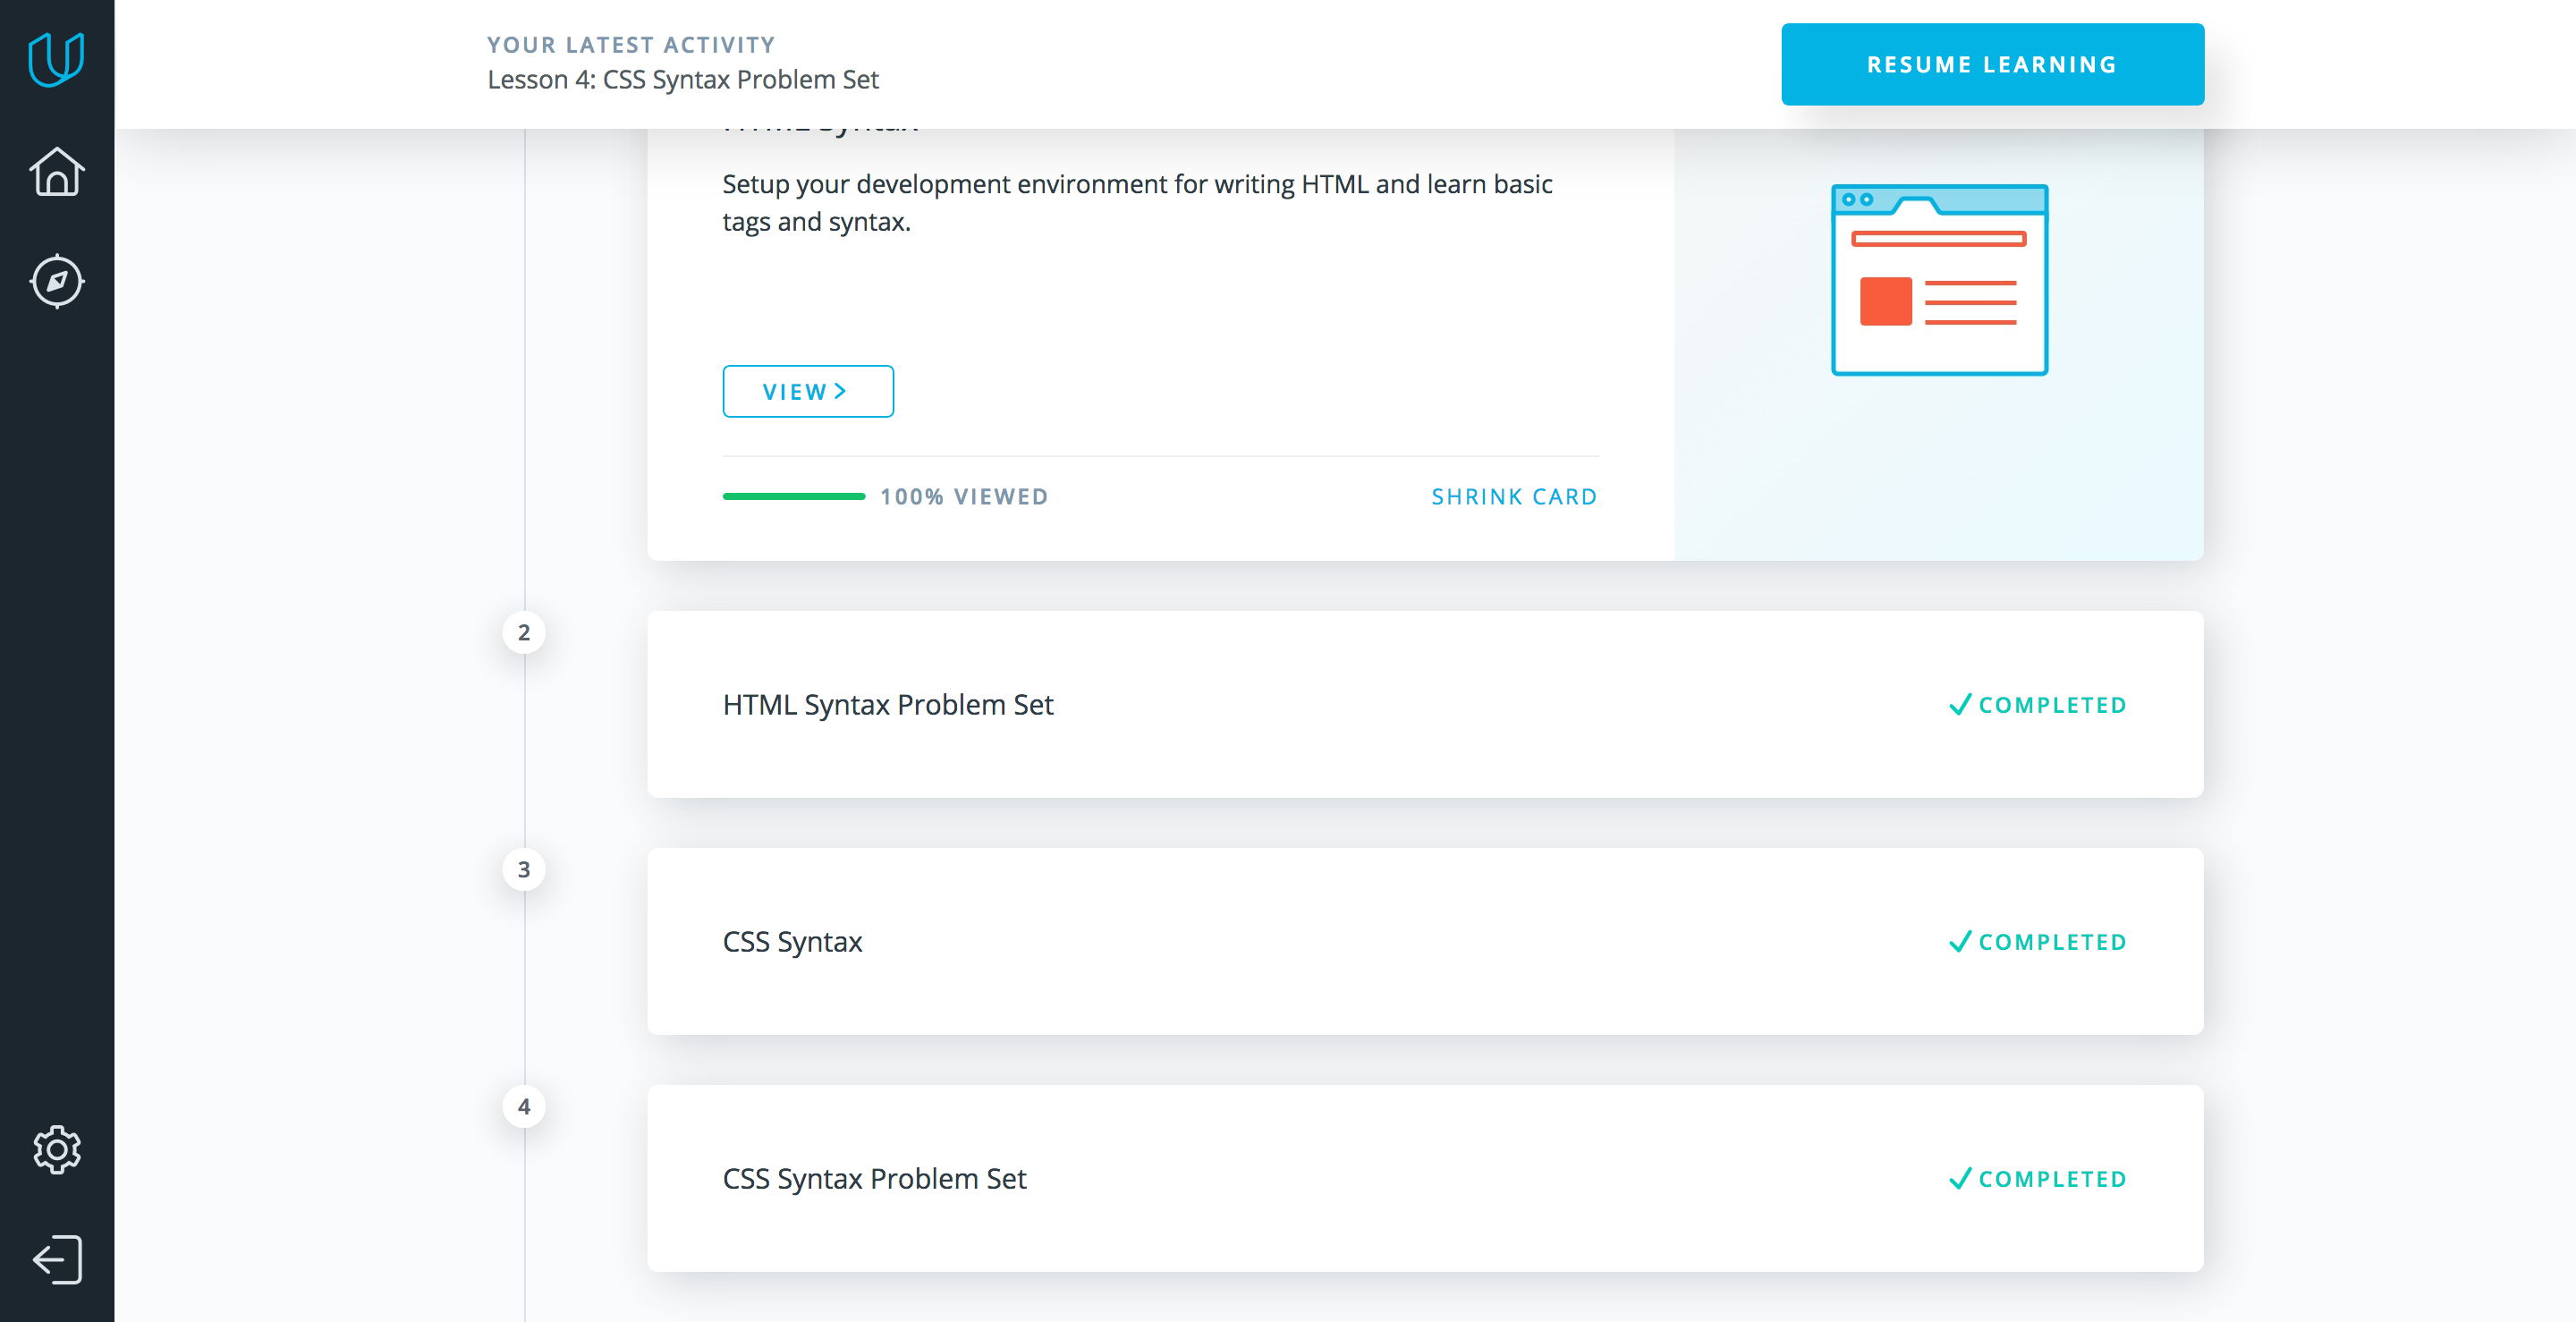 YOUR LATEST ACTIVITY
Lesson 4: CSS Syntax Problem Set
RESUME LEARNING
HTML Syntax
Setup your development environment for writing HTML and learn basic
tags and syntax.
VIEW
100% VIEWED
SHRINK CARD
2
HTML Syntax Problem Set
COMPLETED
3
CSS Syntax
COMPLETED
4
CSS Syntax Problem Set
COMPLETED